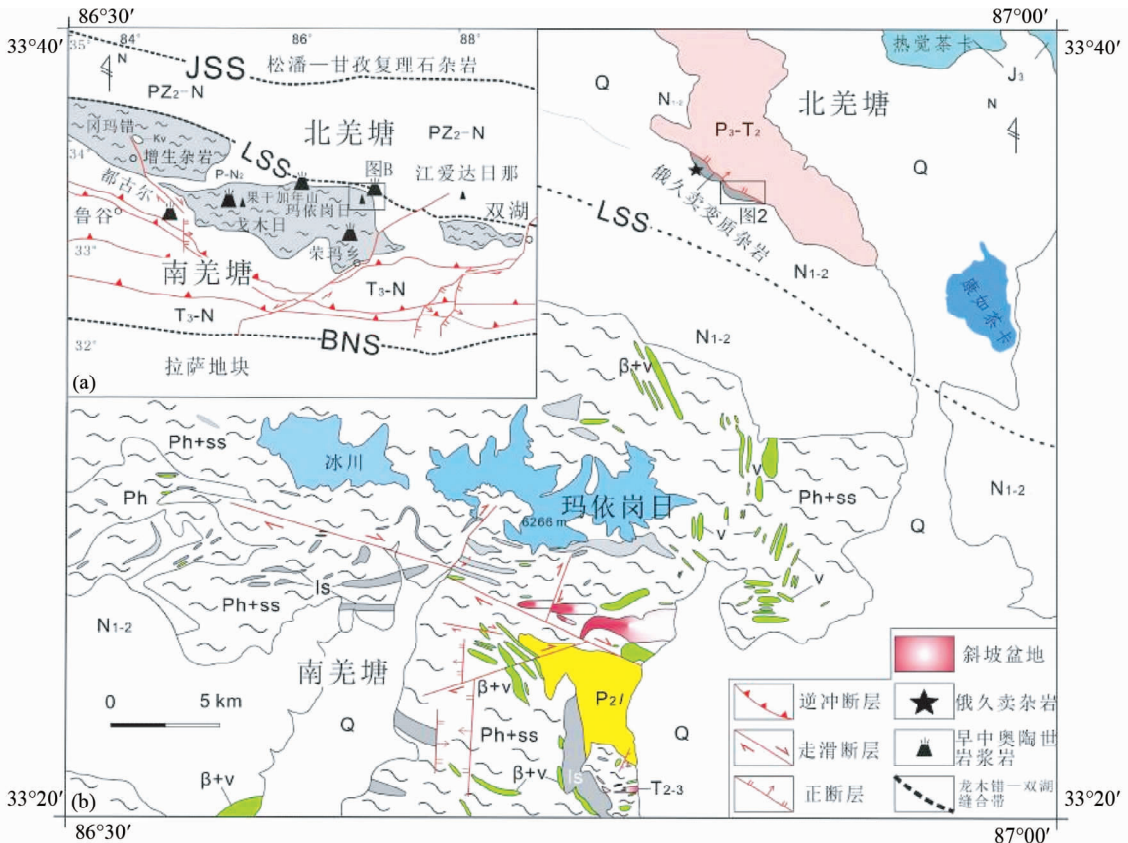 86°30′
87°00′
33°40′
33°40′
84°
86°
88°
35°
N
松潘—甘孜复理石杂岩
JSS
PZ2-N
北羌塘
PZ2-N
冈玛错
Kv
增生杂岩
34°
LSS
图B
江爱达日那
P-N2
都古尔
果干加年山
玛依岗日
双湖
鲁谷
戈木日
荣玛
33°
南羌塘
T3-N
T3-N
BNS
32°
拉萨地块
(a)
热觉茶卡
J3
Q
N1-2
北羌塘
N
P3-T2
Q
俄久卖变质杂岩
图2
LSS
N1-2
康如茶卡
N1-2
β+ν
Ph+ss
冰川
ν
Ph
玛依岗日
Ph+ss
N1-2
6266 m
ν
Q
ls
ν
Ph+ss
N1-2
南羌塘
0
5 km
β+ν
P2l
Q
Q
Ph+ss
β+ν
ls
T2-3
β+ν
(b)
斜坡盆地
逆冲断层
俄久卖杂岩
走滑断层
早中奥陶世
岩浆岩
正断层
龙木错—双湖
缝合带
33°20′
33°20′
86°30′
87°00′